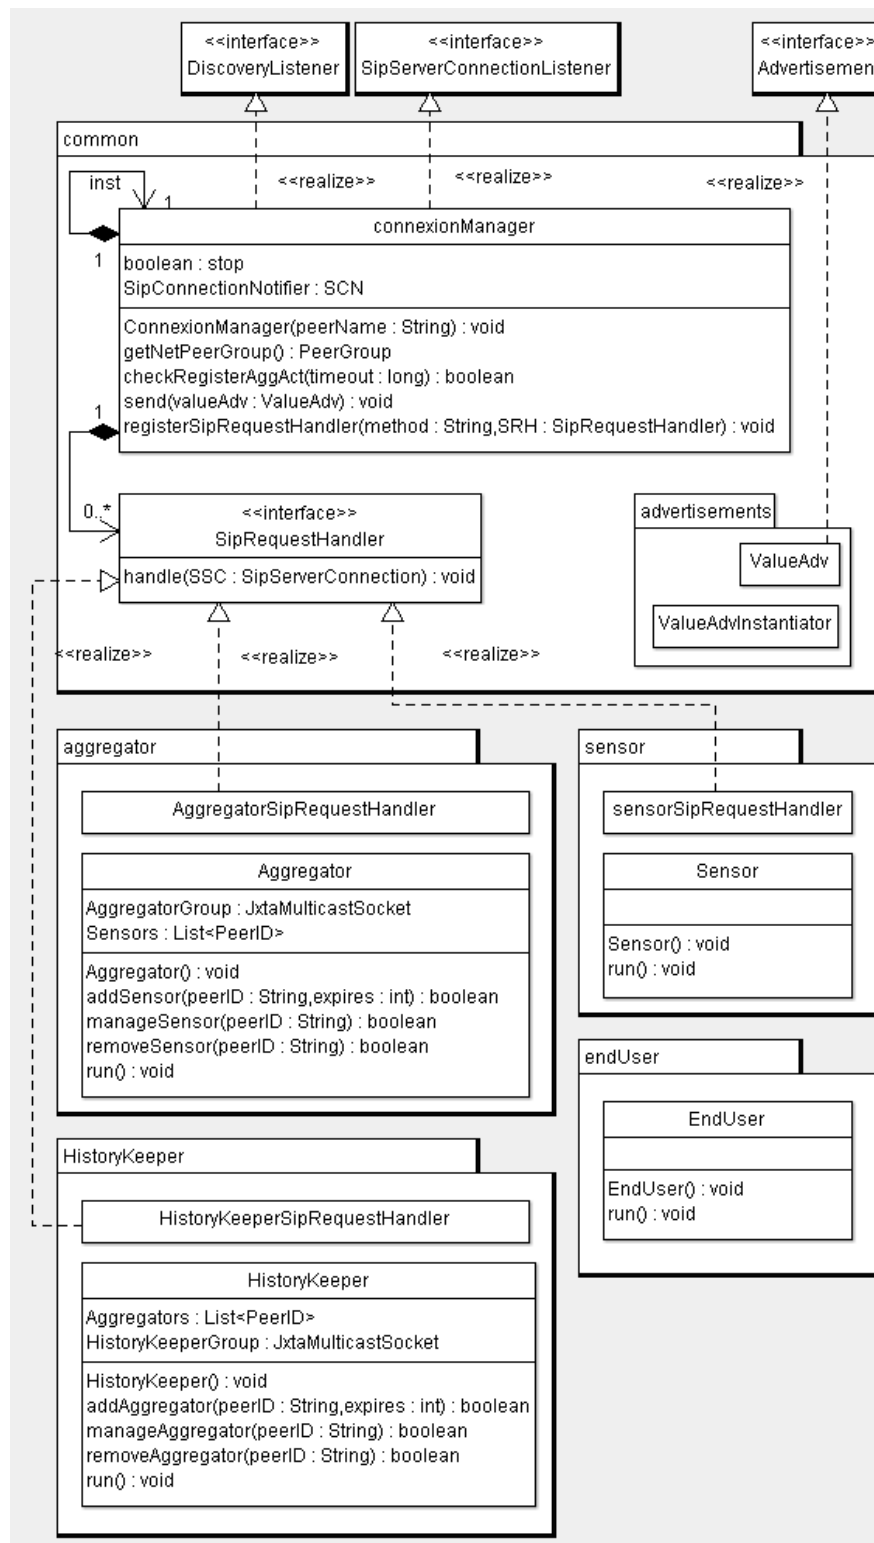 <<interface>>
DiscoveryListener
<<interface>>
SipServerConnectionListener
<<interface>>
Advertisemen
common
inst
1
<<realize>>
<<realize>>
<<realize>>
connexionManager
1
boolean : stop
SipConnectionNotifier : SCN
ConnexionManager(peerName : String) : void
getNetPeerGroup() : PeerGroup
checkRegisterAggAct(timeout : long) : boolean
send(valueAdv : ValueAdv) : void
1
registerSipRequestHandler(method : String,SRH : SipRequestHandler) : void
0..*
<<interface>>
SipRequestHandler
handle(SSC : SipServerConnection) : void
advertisements
ValueAdv
ValueAdvInstantiator
<<realize>>
<<realize>>
<<realize>>
aggregator
AggregatorSipRequestHandler
Aggregator
AggregatorGroup : JxtaMulticastSocket
Sensors : List<PeerID>
Aggregator() : void
addSensor(peerID : String,expires : int) : boolean
manageSensor(peerID : String) : boolean
removeSensor(peerID : String) : boolean
run() : void
sensor
sensorSipRequestHandler
Sensor
Sensor() : void
run() : void
endUser
EndUser
EndUser() : void
run() : void
HistoryKeeper
HistoryKeeperSipRequestHandler
HistoryKeeper
Aggregators : List<PeerID>
HistoryKeeperGroup : JxtaMulticastSocket
HistoryKeeper() : void
addAggregator(peerID : String,expires : int) : boolean
manageAggregator(peerID : String) : boolean
removeAggregator(peerID : String) : boolean
run() : void